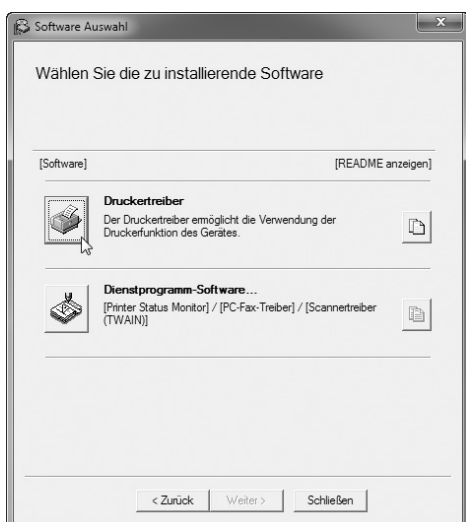 Software Auswahl
Wählen Sie die zu installierende Software
[Software] [README anzeigen]
Druckertreiber
Der Druckertreiber ermöglicht die Verwendung der
Druckerfunktion des Gerätes.
Dienstprogramm-Software...
[Printer Status Monitor] / [PC-Fax-Treiber] / [Scannertreiber
(TWAIN)]
< Zurück Weiter > Schließen